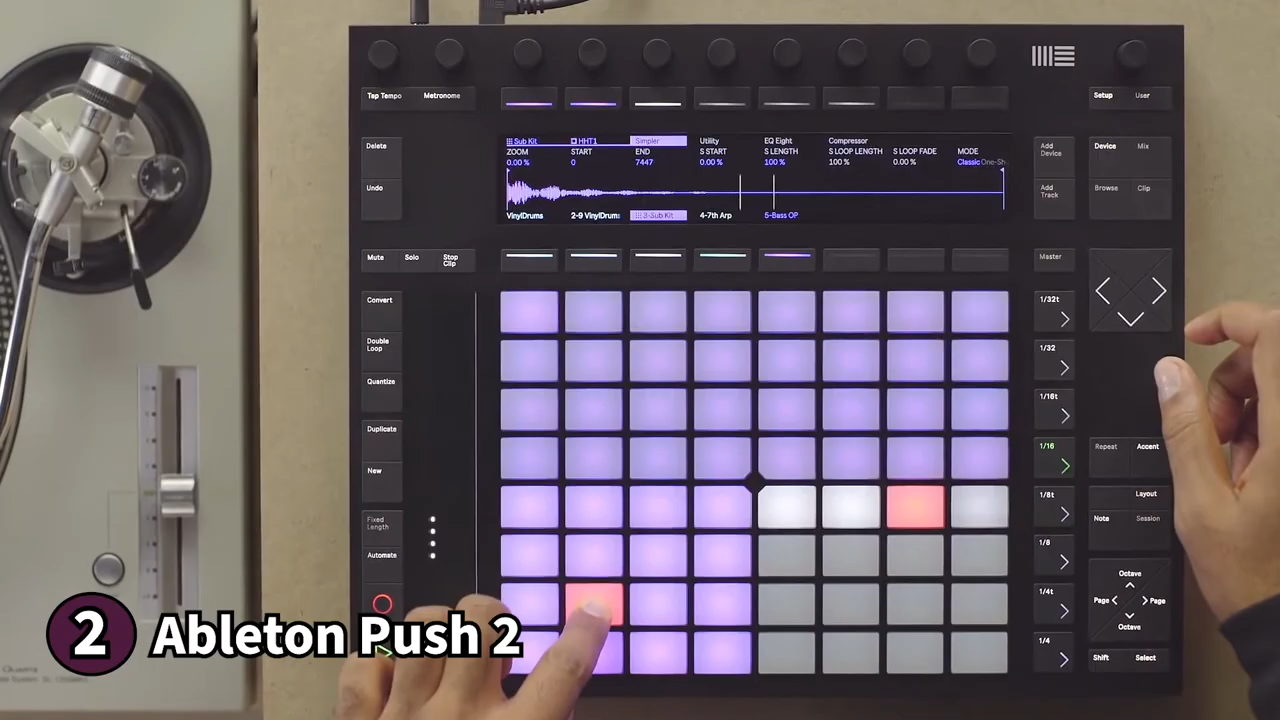 Tap Tempo Metronome Setup User
Delete
Undo
Sub Kit HHT1 Simpler Utility EQ Eight Compressor
ZOOM START END S START S LENGTH S LOOP LENGTH S LOOP FADE MODE
0.00 % 0 7447 0.00 % 100 % 100 % 0.00 % Classic One-Sh
VinylDrums 2-9 VinylDrums 3-Sub Kit 4-7th Arp 5-Bass OP
Add Device
Add Track
Device Mix
Browse Clip
Mute Solo Stop Clip
Master
Convert
Double Loop
Quantize
Duplicate
New
Fixed Length
Automate
1/32t
1/32
1/16t
1/16
1/8t
1/8
1/4t
1/4
Repeat Accent
Layout
Note Session
Octave
Page Page
Octave
Shift Select
2 Ableton Push 2